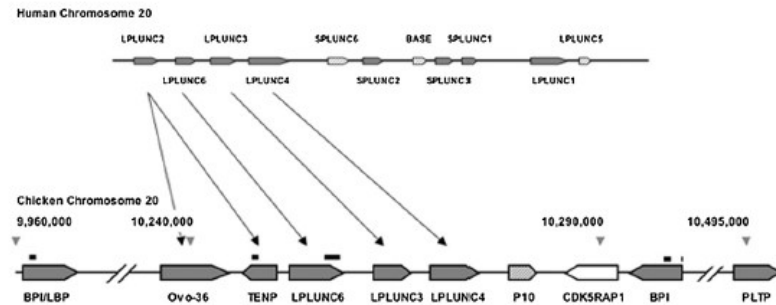 Human Chromosome 20
LPLUNC2 LPLUNC3 SPLUNC6 BASE SPLUNC1 LPLUNC5
LPLUNC6 LPLUNC4 SPLUNC2 SPLUNC3 LPLUNC1
Chicken Chromosome 20
9,960,000 10,240,000 10,290,000 10,495,000
BPI/LBP Ovo-36 TENP LPLUNC6 LPLUNC3 LPLUNC4 P10 CDK5RAP1 BPI PLTP